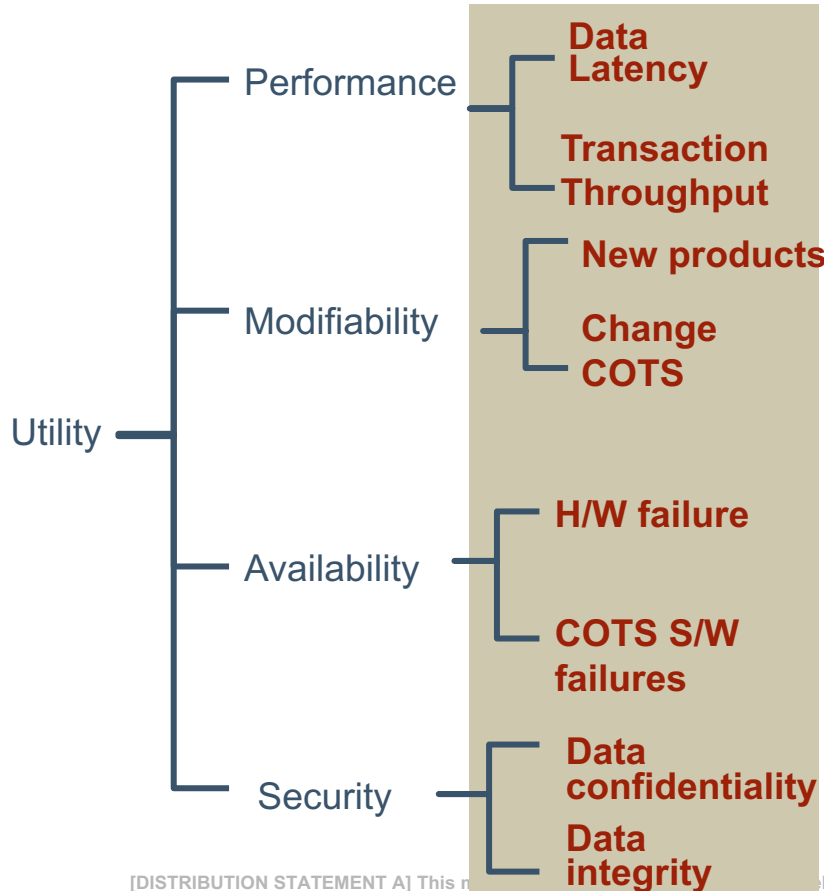 Data
Latency
Performance
Transaction
Throughput
New products
Modifiability
Change
COTS
Utility
H/W failure
Availability
COTS S/W
failures
Data
confidentiality
Security
Data
integrity
[DISTRIBUTION STATEMENT A] This